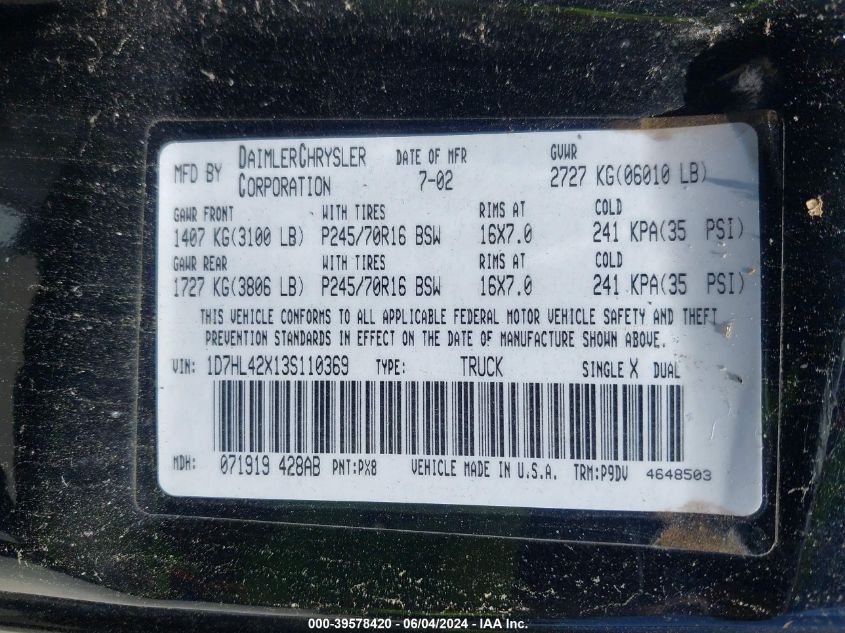 MFD BY DAIMLERCHRYSLER CORPORATION DATE OF MFR 7-02 GVWR 2727 KG(06010 LB)
GAWR FRONT WITH TIRES RIMS AT COLD
1407 KG(3100 LB) P245/70R16 BSW 16X7.0 241 KPA(35 PSI)
GAWR REAR WITH TIRES RIMS AT COLD
1727 KG(3806 LB) P245/70R16 BSW 16X7.0 241 KPA(35 PSI)
THIS VEHICLE CONFORMS TO ALL APPLICABLE FEDERAL MOTOR VEHICLE SAFETY AND THEFT
PREVENTION STANDARDS IN EFFECT ON THE DATE OF MANUFACTURE SHOWN ABOVE.
VIN: 1D7HL42X13S110369 TYPE: TRUCK SINGLE X DUAL
MDH: 071919 428AB PNT:PX8 VEHICLE MADE IN U.S.A. TRM:P9DV 4648503
000-39578420 - 06/04/2024 - IAA Inc.